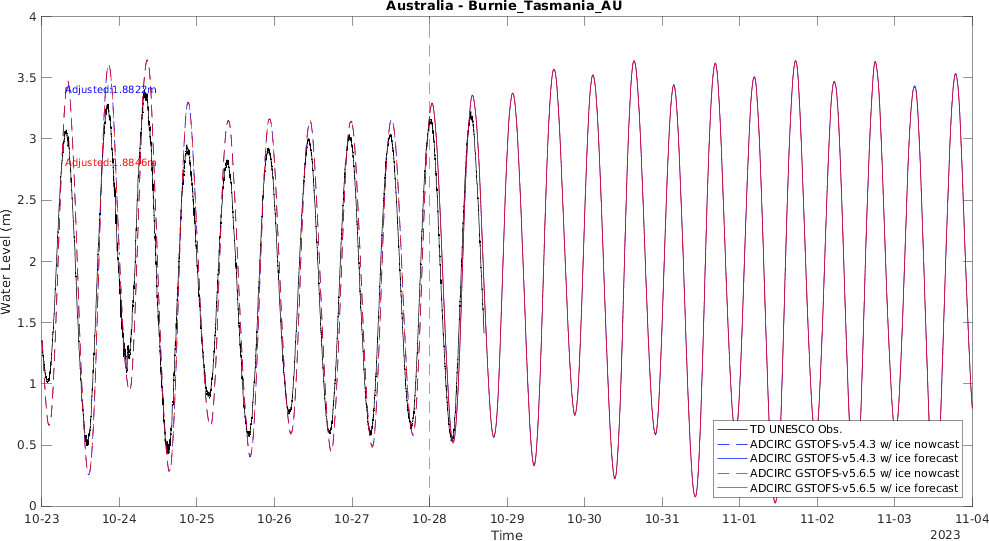 Australia - Burnie_Tasmania_AU
Water Level (m)
4
3.5
3
2.5
2
1.5
1
0.5
0
Adjusted:1.8822m
Adjusted:1.8846m
TD UNESCO Obs.
ADCIRC GSTOFS-v5.4.3 w/ ice nowcast
ADCIRC GSTOFS-v5.4.3 w/ ice forecast
ADCIRC GSTOFS-v5.6.5 w/ ice nowcast
ADCIRC GSTOFS-v5.6.5 w/ ice forecast
10-23 10-24 10-25 10-26 10-27 10-28 10-29 10-30 10-31 11-01 11-02 11-03 11-04
Time
2023